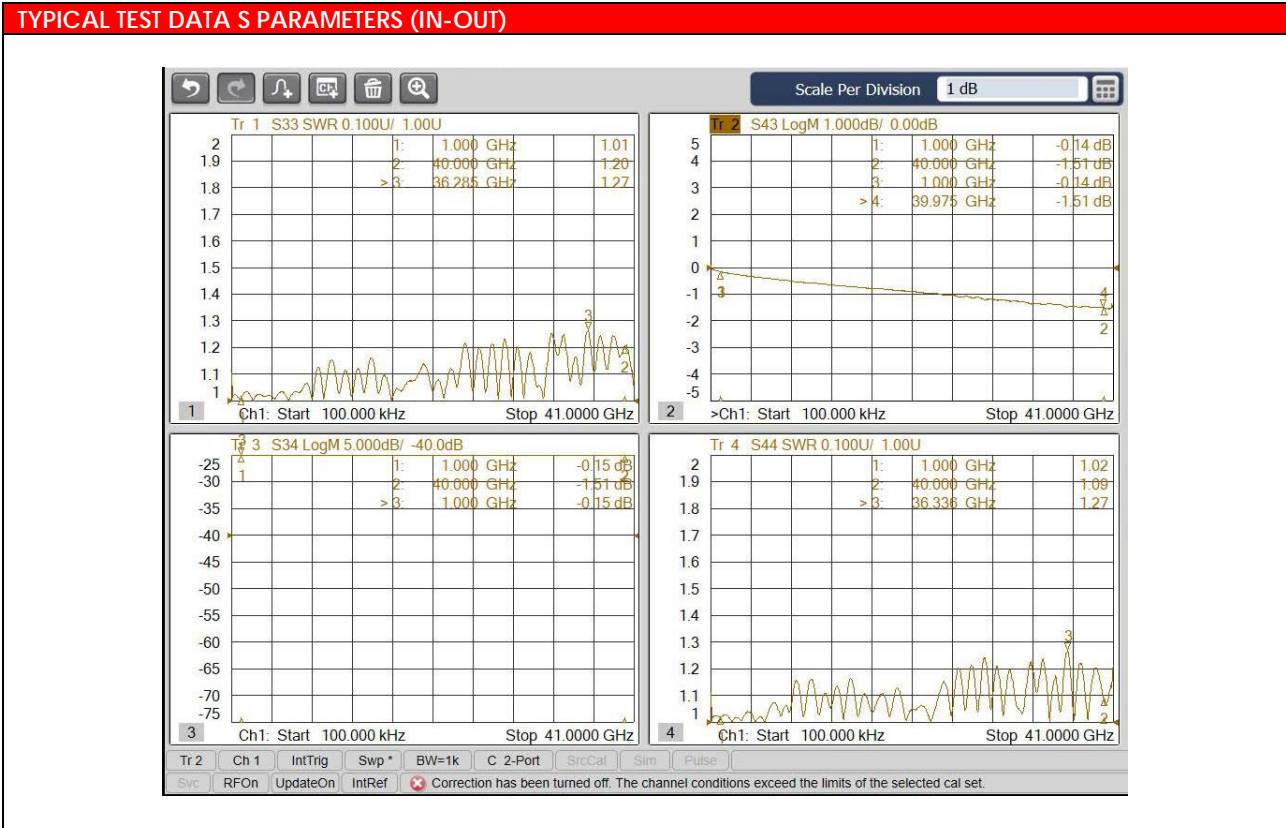 TYPICAL TEST DATA S PARAMETERS (IN-OUT)
Scale Per Division 1 dB
Tr 1 S33 SWR 0.100U/ 1.00U
1: 1.000 GHz 1.01
2: 40.000 GHz 1.20
> 3: 36.285 GHz 1.27
2
1.9
1.8
1.7
1.6
1.5
1.4
1.3
1.2
1.1
1
3
2
1 Ch1: Start 100.000 kHz Stop 41.0000 GHz
Tr 2 S43 LogM 1.000dB/ 0.00dB
1: 1.000 GHz -0.14 dB
2: 40.000 GHz -1.51 dB
3: 1.000 GHz -0.14 dB
> 4: 39.975 GHz -1.51 dB
5
4
3
2
1
0
-1
-2
-3
-4
-5
3
4
2
2 >Ch1: Start 100.000 kHz Stop 41.0000 GHz
Tr 3 S34 LogM 5.000dB/ -40.0dB
1: 1.000 GHz -0.15 dB
2: 40.000 GHz -1.51 dB
> 3: 1.000 GHz -0.15 dB
-25
-30
-35
-40
-45
-50
-55
-60
-65
-70
-75
3
1
2
3 Ch1: Start 100.000 kHz Stop 41.0000 GHz
Tr 4 S44 SWR 0.100U/ 1.00U
1: 1.000 GHz 1.02
2: 40.000 GHz 1.09
> 3: 36.336 GHz 1.27
2
1.9
1.8
1.7
1.6
1.5
1.4
1.3
1.2
1.1
1
3
2
4 Ch1: Start 100.000 kHz Stop 41.0000 GHz
Tr 2 Ch 1 IntTrig Swp * BW=1k C 2-Port SrcCal Sim Pulse
Svc RFOn UpdateOn IntRef Correction has been turned off. The channel conditions exceed the limits of the selected cal set.